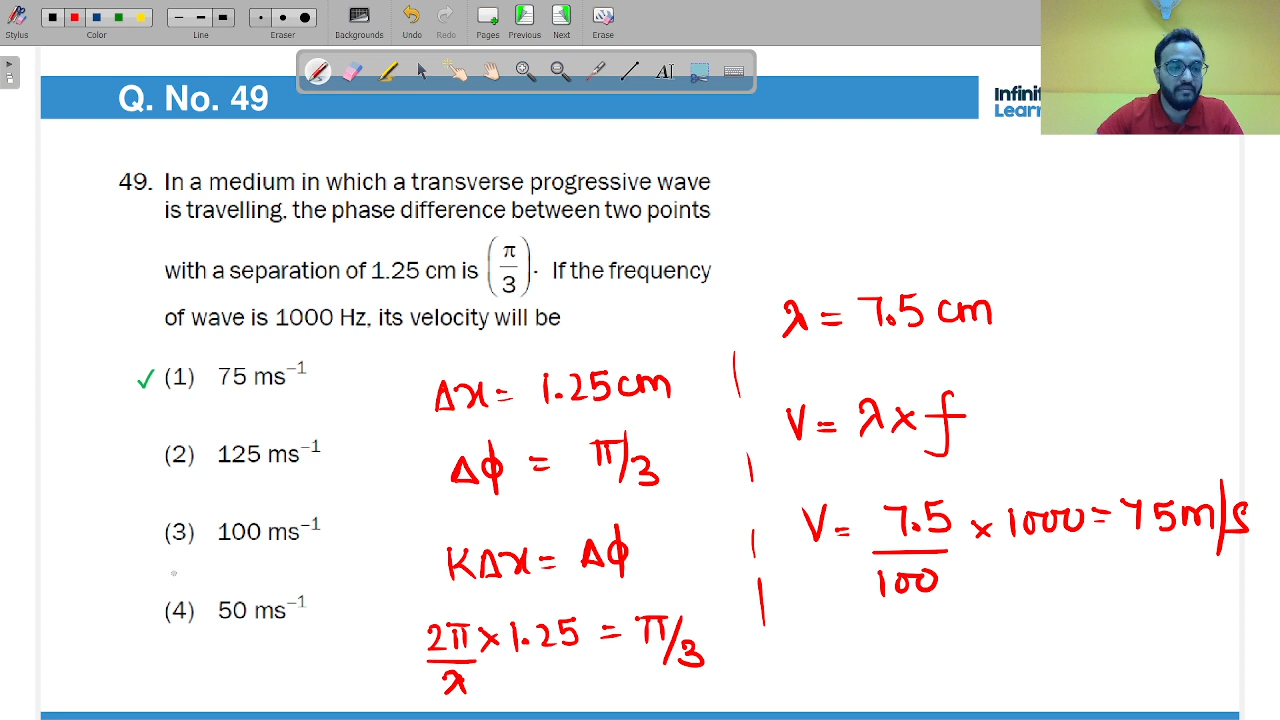 Stylus
Color
Line
Eraser
Backgrounds
Undo
Redo
Pages
Previous
Next
Erase
Q. No. 49
Infinit
Learn
49. In a medium in which a transverse progressive wave
is travelling, the phase difference between two points
with a separation of 1.25 cm is (π/3). If the frequency
of wave is 1000 Hz, its velocity will be
✓ (1) 75 ms⁻¹
(2) 125 ms⁻¹
(3) 100 ms⁻¹
(4) 50 ms⁻¹
Δx = 1.25 cm
Δϕ = π/3
KΔx = Δϕ
2π/λ × 1.25 = π/3
λ = 7.5 cm
V = λ × f
V = 7.5/100 × 1000 = 75 m/s